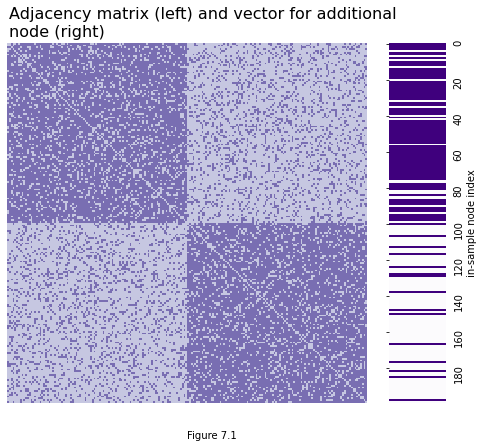 Adjacency matrix (left) and vector for additional
node (right)
0
20
40
60
80
100
120
140
160
180
in-sample node index
Figure 7.1